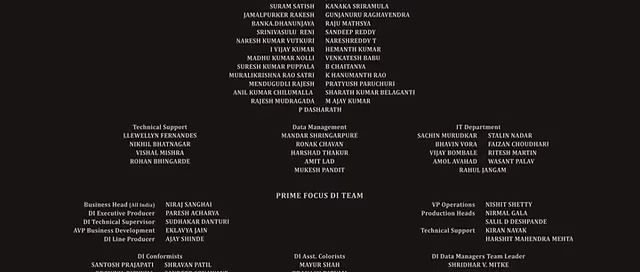 SURAM SATISH KANAKA SRIRAMULA
JAMALPURKER RAKESH GUNJANURU RAGHAVENDRA
BANKA.DHANUNJAYA RAJU MATHSYA
SRINIVASULU RENI SANDEEP REDDY
NARESH KUMAR VUTKURI NARESHREDDY T
I VIJAY KUMAR HEMANTH KUMAR
MADHU KUMAR NOLLI VENKATESH BABU
SURESH KUMAR PUPPALA B CHAITANYA
MURALIKRISHNA RAO SATRI K HANUMANTH RAO
MENDUGUDLI RAJESH PRATYUSH PARUCHURI
ANIL KUMAR CHILUMALLA SHARATH KUMAR BELAGANTI
RAJESH MUDRAGADA M AJAY KUMAR
P DASHRATH
Technical Support
LLEWELLYN FERNANDES
NIKHIL BHATNAGAR
VISHAL MISHRA
ROHAN BHINGARDE
Data Management
MANDAR SHRINGARPURE
RONAK CHAVAN
HARSHAD THAKUR
AMIT LAD
MUKESH PANDIT
IT Department
SACHIN MURUDKAR STALIN NADAR
BHAVIN VORA FAIZAN CHOUDHARI
VIJAY BOMBALE RITESH MARTIN
AMOL AVAHAD WASANT PALAV
RAHUL JANGAM
PRIME FOCUS DI TEAM
Business Head (All India) NIRAJ SANGHAI
DI Executive Producer PARESH ACHARYA
DI Technical Supervisor SUDHAKAR DANTURI
AVP Business Development EKLAVYA JAIN
DI Line Producer AJAY SHINDE
VP Operations NISHIT SHETTY
Production Heads NIRMAL GALA
SALIL D DESHPANDE
Technical Support KIRAN NAYAK
HARSHIT MAHENDRA MEHTA
DI Conformists
SANTOSH PRAJAPATI SHRAVAN PATIL
DI Asst. Colorists
MAYUR SHAH
DI Data Managers Team Leader
SHRIDHAR V. MITKE